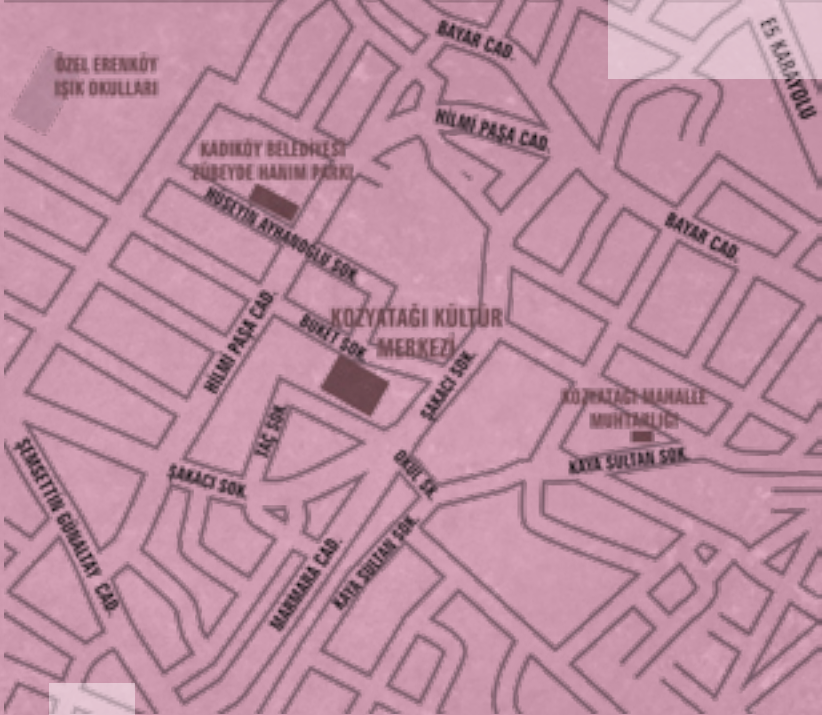 BAYAR CAD.
E5 KARAYOLU
ÖZEL ERENKÖY
IŞIK OKULLARI
HİLMİ PAŞA CAD.
KADIKÖY BELEDİYESİ
ZÜBEYDE HANIM PARKI
HÜSEYİN AYHANOĞLU SOK.
BAYAR CAD.
HİLMİ PAŞA CAD.
BUKET SOK.
KOZYATAĞI KÜLTÜR
MERKEZİ
ŞAKACI SOK.
KOZYATAĞI MAHALLE
MUHTARLIĞI
TAÇ SOK.
KAYA SULTAN SOK.
ŞAKACI SOK.
OKUL SK.
ŞEMSETTİN GÜNALTAY CAD.
MARMARA CAD.
KAYA SULTAN SOK.